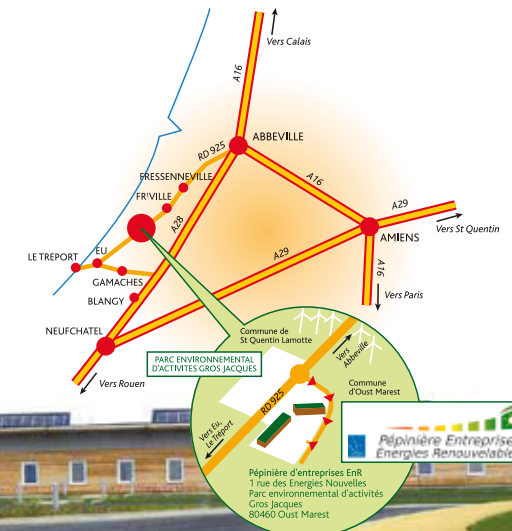 Vers Calais
A16
RD 925
ABBEVILLE
FRESSENNEVILLE
FR!VILLE
A28
A16
A29
Vers St Quentin
AMIENS
A29
A16
Vers Paris
LE TREPORT
EU
GAMACHES
BLANGY
NEUFCHATEL
Vers Rouen
PARC ENVIRONNEMENTAL
D'ACTIVITES GROS JACQUES
Commune de
St Quentin Lamotte
Vers
Abbeville
RD 925
Commune
d'Oust Marest
Vers Eu,
Le Tréport
Pépinière d'entreprises EnR
1 rue des Energies Nouvelles
Parc environnemental d'activités
Gros Jacques
80460 Oust Marest
Pépinière Entreprise
Énergies Renouvelable